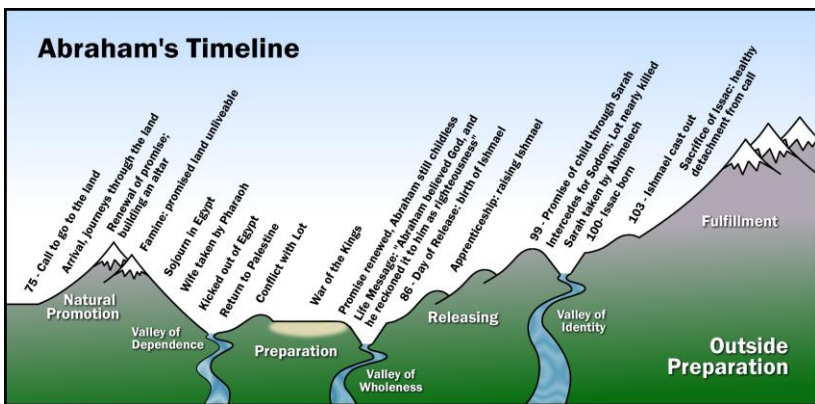 Abraham's Timeline
75 - Call to go to the land
Arrival, journeys through the land
Renewal of promise;
building an altar
Famine: promised land unliveable
Sojourn in Egypt
Wife taken by Pharaoh
Kicked out of Egypt
Return to Palestine
Conflict with Lot
War of the Kings
Promise renewed, Abraham still childless
Life Message: "Abraham believed God, and
he reckoned it to him as righteousness"
86 - Day of Release: birth of Ishmael
Apprenticeship: raising Ishmael
99 - Promise of child through Sarah
Intercedes for Sodom; Lot nearly killed
Sarah taken by Abimelech
100- Issac born
103 - Ishmael cast out
Sacrifice of Issac: healthy
detachment from call
Natural
Promotion
Valley of
Dependence
Preparation
Valley of
Wholeness
Releasing
Valley of
Identity
Fulfillment
Outside
Preparation